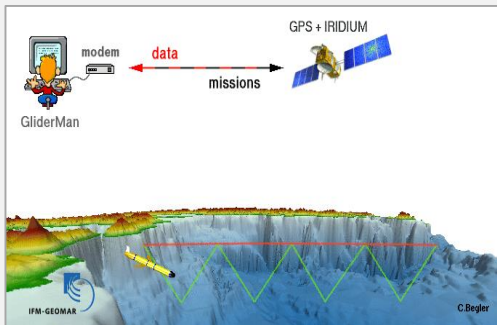 GPS + IRIDIUM
modem
data
missions
GliderMan
IFM-GEOMAR
C.Begler